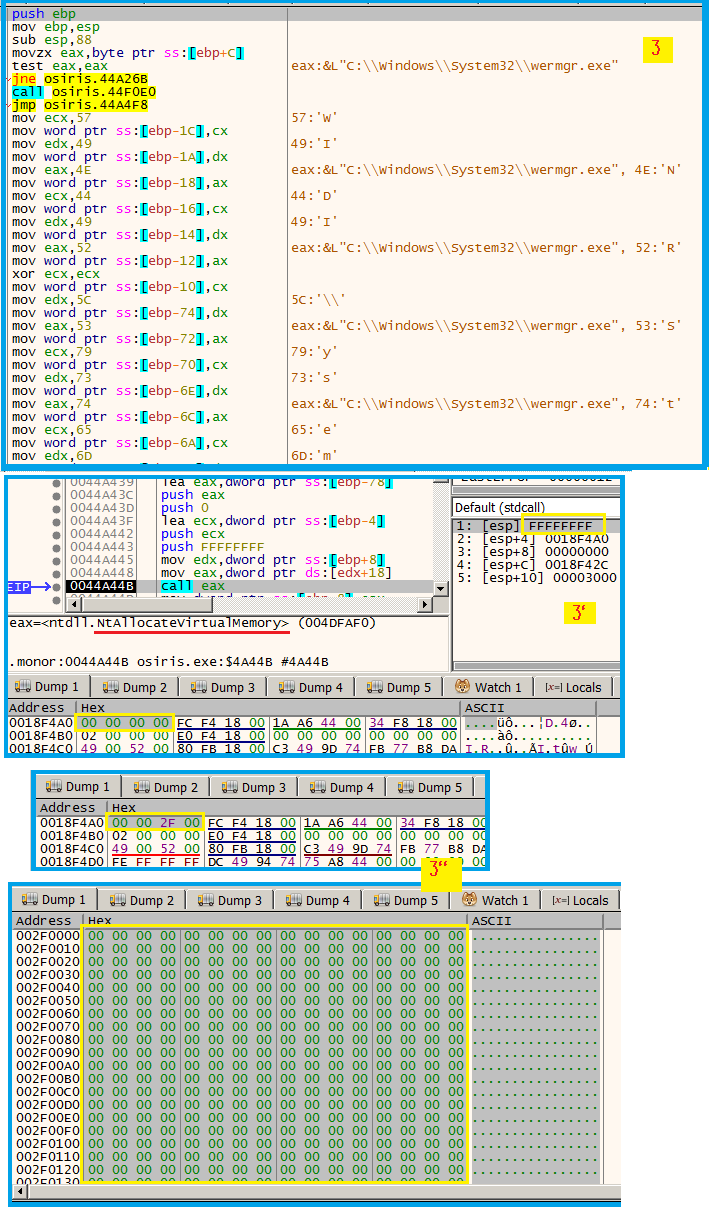 push ebp
mov ebp,esp
sub esp,88
movzx eax,byte ptr ss:[ebp+C]
test eax,eax eax:&L"C:\\Windows\\System32\\wermgr.exe"
3
jne osiris.44A26B
call osiris.44F0E0
jmp osiris.44A4F8
mov ecx,57 57:'W'
mov word ptr ss:[ebp-1C],cx
mov edx,49 49:'I'
mov word ptr ss:[ebp-1A],dx
mov eax,4E eax:&L"C:\\Windows\\System32\\wermgr.exe", 4E:'N'
mov word ptr ss:[ebp-18],ax
mov ecx,44 44:'D'
mov word ptr ss:[ebp-16],cx
mov edx,49 49:'I'
mov word ptr ss:[ebp-14],dx
mov eax,52 eax:&L"C:\\Windows\\System32\\wermgr.exe", 52:'R'
mov word ptr ss:[ebp-12],ax
xor ecx,ecx
mov word ptr ss:[ebp-10],cx
mov edx,5C 5C:'\\'
mov word ptr ss:[ebp-74],dx
mov eax,53 eax:&L"C:\\Windows\\System32\\wermgr.exe", 53:'S'
mov word ptr ss:[ebp-72],ax
mov ecx,79 79:'y'
mov word ptr ss:[ebp-70],cx
mov edx,73 73:'s'
mov word ptr ss:[ebp-6E],dx
mov eax,74 eax:&L"C:\\Windows\\System32\\wermgr.exe", 74:'t'
mov word ptr ss:[ebp-6C],ax
mov ecx,65 65:'e'
mov word ptr ss:[ebp-6A],cx
mov edx,6D 6D:'m'
0044A439 lea eax,dword ptr ss:[ebp-78]
0044A43C push eax
0044A43D push 0
0044A43F lea ecx,dword ptr ss:[ebp-4]
0044A442 push ecx
0044A443 push FFFFFFFF
0044A445 mov edx,dword ptr ss:[ebp+8]
0044A448 mov eax,dword ptr ds:[edx+18]
EIP 0044A44B call eax
Default (stdcall)
1: [esp] FFFFFFFF
2: [esp+4] 0018F4A0
3: [esp+8] 00000000
4: [esp+C] 0018F42C
5: [esp+10] 00003000
3'
eax=<ntdll.NtAllocateVirtualMemory> (004DFAF0)
.monor:0044A44B osiris.exe:$4A44B #4A44B
Dump 1 Dump 2 Dump 3 Dump 4 Dump 5 Watch 1 [x=] Locals
Address Hex ASCII
0018F4A0 00 00 00 00 FC F4 18 00 1A A6 44 00 34 F8 18 00 ....üô...¦D.4ø..
0018F4B0 02 00 00 00 E0 F4 18 00 00 00 00 00 00 00 00 00 ....àô..........
0018F4C0 49 00 52 00 80 FB 18 00 C3 49 9D 74 FB 77 B8 DA
Dump 1 Dump 2 Dump 3 Dump 4 Dump 5
Address Hex
0018F4A0 00 00 2F 00 FC F4 18 00 1A A6 44 00 34 F8 18 00
0018F4B0 02 00 00 00 E0 F4 18 00 00 00 00 00 00 00 00 00
0018F4C0 49 00 52 00 80 FB 18 00 C3 49 9D 74 FB 77 B8 DA
0018F4D0 FE FF FF FF DC 49 94 74 75 A8 44 00
3"
Dump 1 Dump 2 Dump 3 Dump 4 Dump 5 Watch 1 [x=] Locals
Address Hex ASCII
002F0000 00 00 00 00 00 00 00 00 00 00 00 00 00 00 00 00 ................
002F0010 00 00 00 00 00 00 00 00 00 00 00 00 00 00 00 00 ................
002F0020 00 00 00 00 00 00 00 00 00 00 00 00 00 00 00 00 ................
002F0030 00 00 00 00 00 00 00 00 00 00 00 00 00 00 00 00 ................
002F0040 00 00 00 00 00 00 00 00 00 00 00 00 00 00 00 00 ................
002F0050 00 00 00 00 00 00 00 00 00 00 00 00 00 00 00 00 ................
002F0060 00 00 00 00 00 00 00 00 00 00 00 00 00 00 00 00 ................
002F0070 00 00 00 00 00 00 00 00 00 00 00 00 00 00 00 00 ................
002F0080 00 00 00 00 00 00 00 00 00 00 00 00 00 00 00 00 ................
002F0090 00 00 00 00 00 00 00 00 00 00 00 00 00 00 00 00 ................
002F00A0 00 00 00 00 00 00 00 00 00 00 00 00 00 00 00 00 ................
002F00B0 00 00 00 00 00 00 00 00 00 00 00 00 00 00 00 00 ................
002F00C0 00 00 00 00 00 00 00 00 00 00 00 00 00 00 00 00 ................
002F00D0 00 00 00 00 00 00 00 00 00 00 00 00 00 00 00 00 ................
002F00E0 00 00 00 00 00 00 00 00 00 00 00 00 00 00 00 00 ................
002F00F0 00 00 00 00 00 00 00 00 00 00 00 00 00 00 00 00 ................
002F0100 00 00 00 00 00 00 00 00 00 00 00 00 00 00 00 00 ................
002F0110 00 00 00 00 00 00 00 00 00 00 00 00 00 00 00 00 ................
002F0120 00 00 00 00 00 00 00 00 00 00 00 00 00 00 00 00 ................
002F0130 00 00 00 00 00 00 00 00 00 00 00 00 00 00 00 00